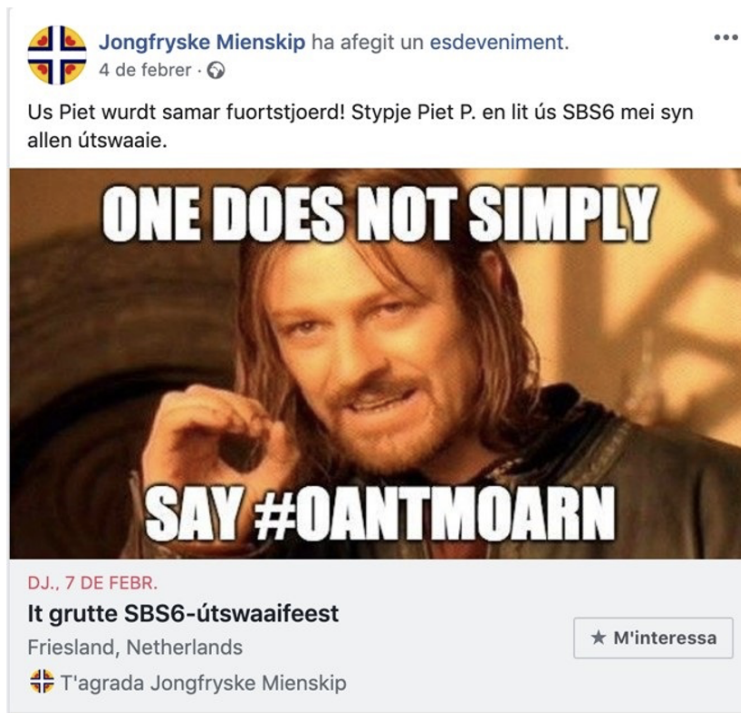 Jongfryske Mienskip ha afegit un esdeveniment.
4 de febrer ·
Us Piet wurdt samar fuortstjoerd! Stypje Piet P. en lit ús SBS6 mei syn
allen útswaaie.
ONE DOES NOT SIMPLY
SAY #OANTMOARN
DJ., 7 DE FEBR.
It grutte SBS6-útswaaifeest
Friesland, Netherlands
★ M'interessa
T'agrada Jongfryske Mienskip